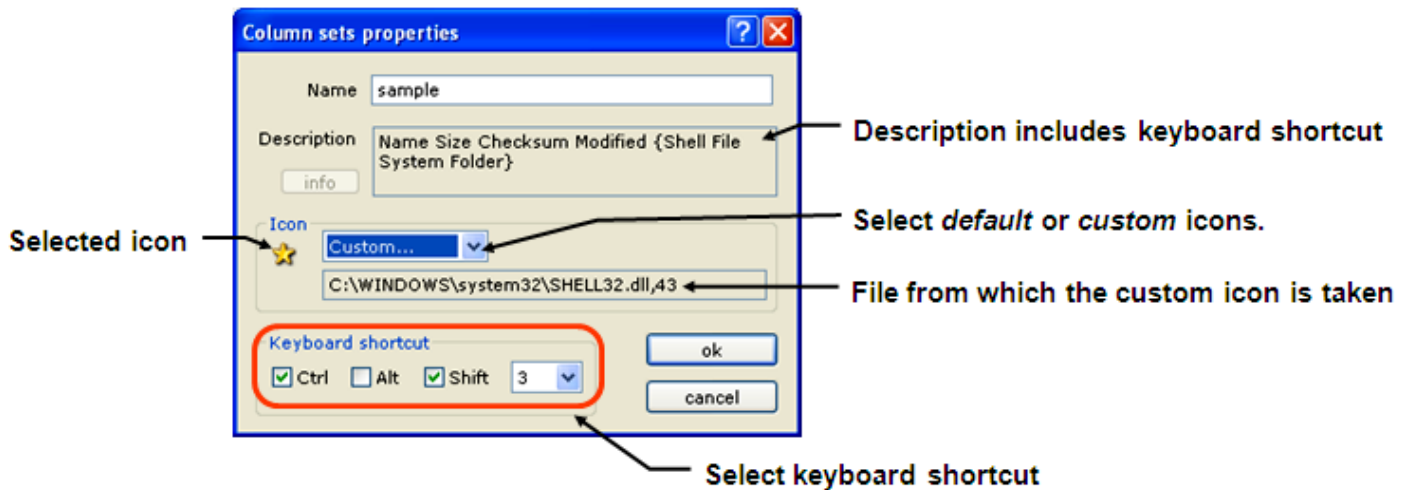 Column sets properties
Name sample
Description Name Size Checksum Modified {Shell File
System Folder}
info
Description includes keyboard shortcut
Icon
Selected icon
Custom...
Select default or custom icons.
C:\WINDOWS\system32\SHELL32.dll,43
File from which the custom icon is taken
Keyboard shortcut
Ctrl Alt Shift 3
ok
cancel
Select keyboard shortcut